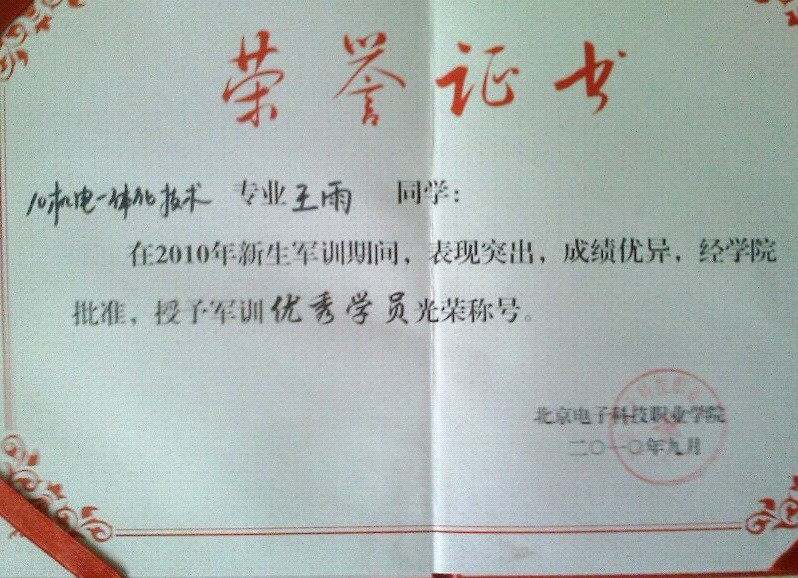 荣誉证书
10机电一体化技术 专业王雨 同学：
在2010年新生军训期间，表现突出，成绩优异，经学院
批准，授予军训优秀学员光荣称号。
北京电子科技职业学院
二〇一〇年九月